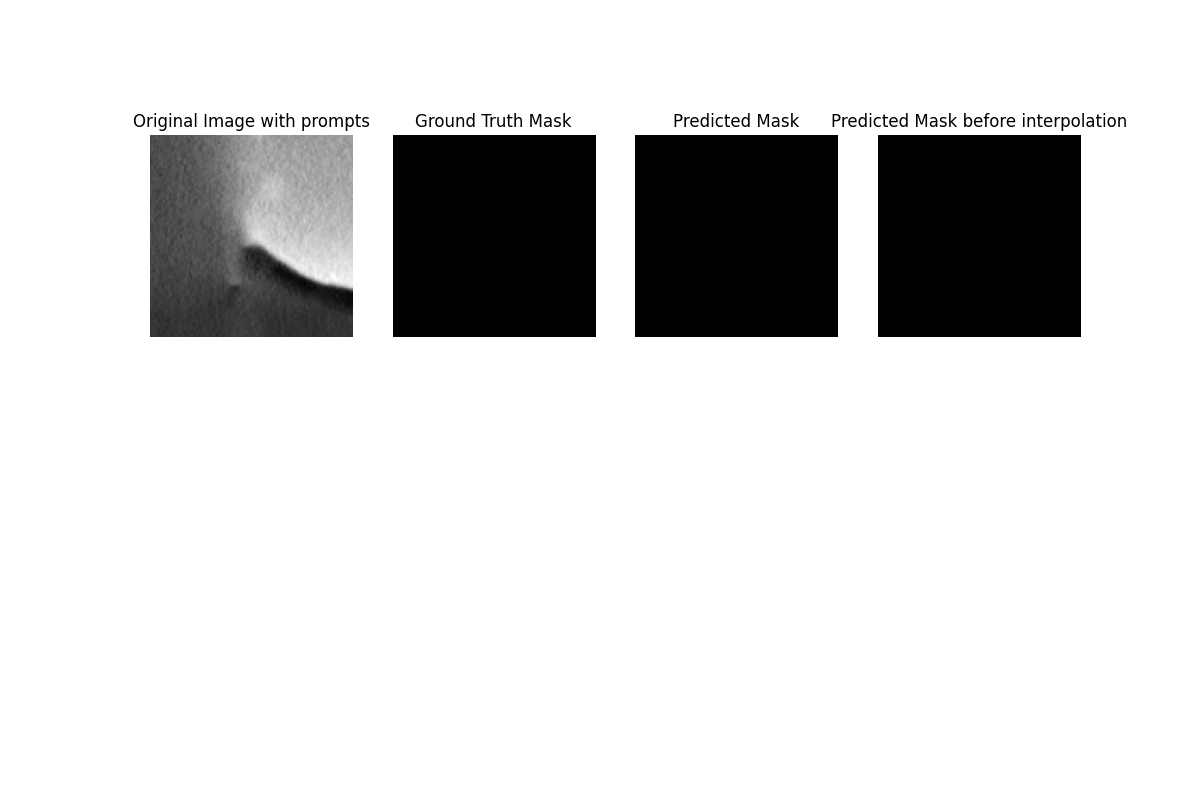 Original Image with prompts
Ground Truth Mask
Predicted Mask
Predicted Mask before interpolation